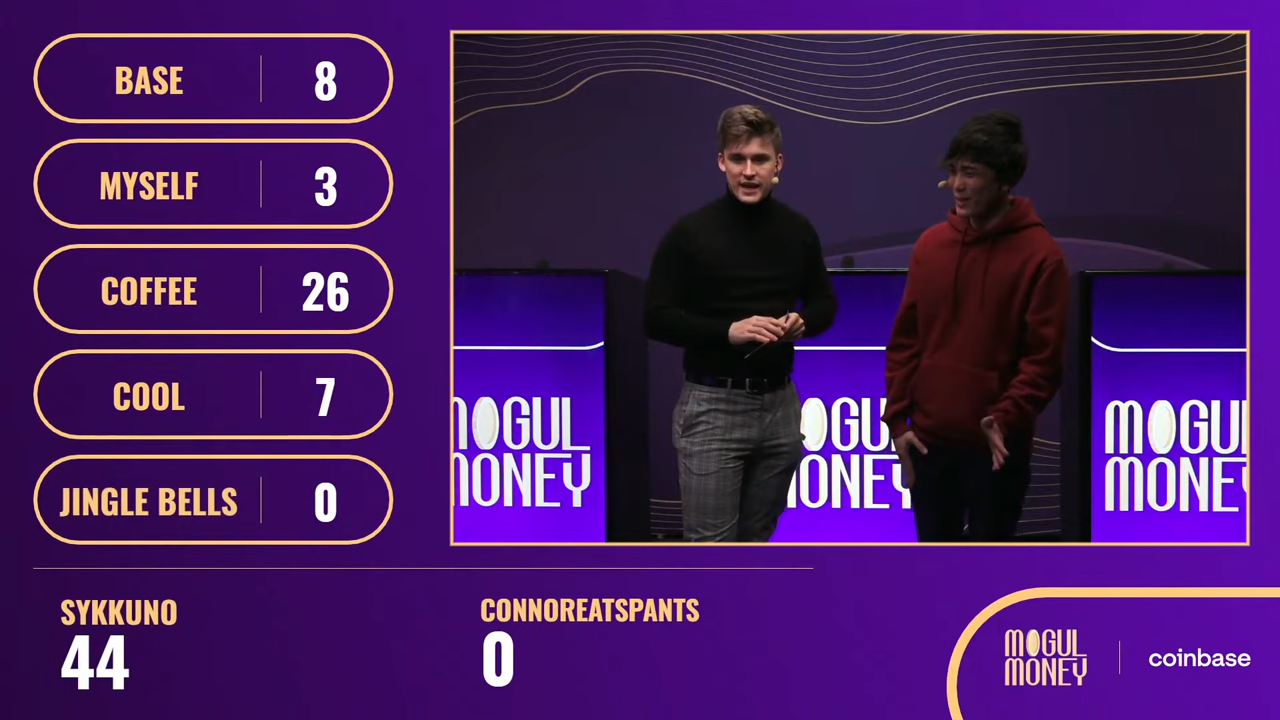 BASE 8
MYSELF 3
COFFEE 26
COOL 7
JINGLE BELLS 0
MOGUL
MONEY
MOGUL
MONEY
MOGUL
MONEY
SYKKUNO
44
CONNOREATSPANTS
0
MOGUL
MONEY
coinbase